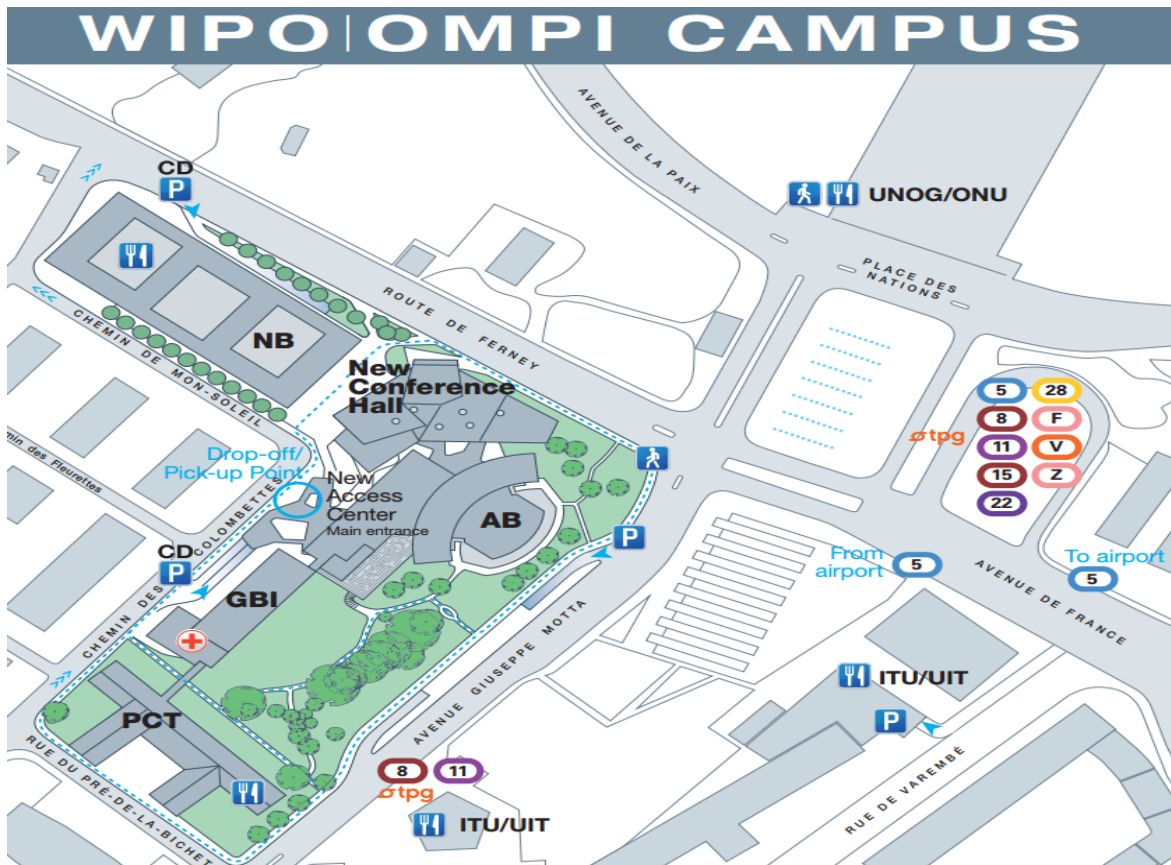 WIPO|OMPI CAMPUS
AVENUE DE LA PAIX
CD
P
UNOG/ONU
PLACE DES
NATIONS
ROUTE DE FERNEY
NB
CHEMIN DE MON-SOLEIL
New
Conference
Hall
5
28
8
F
tpg
11
V
15
Z
22
min des Fleurettes
Drop-off/
Pick-up Point
New
Access
Center
Main entrance
AB
P
CD
P
From
airport
5
To airport
5
AVENUE DE FRANCE
CHEMIN DES COLOMBETTES
GBI
AVENUE GIUSEPPE MOTTA
ITU/UIT
P
PCT
RUE DU PRÉ-DE-LA-BICHET
8
11
tpg
ITU/UIT
RUE DE VAREMBÉ